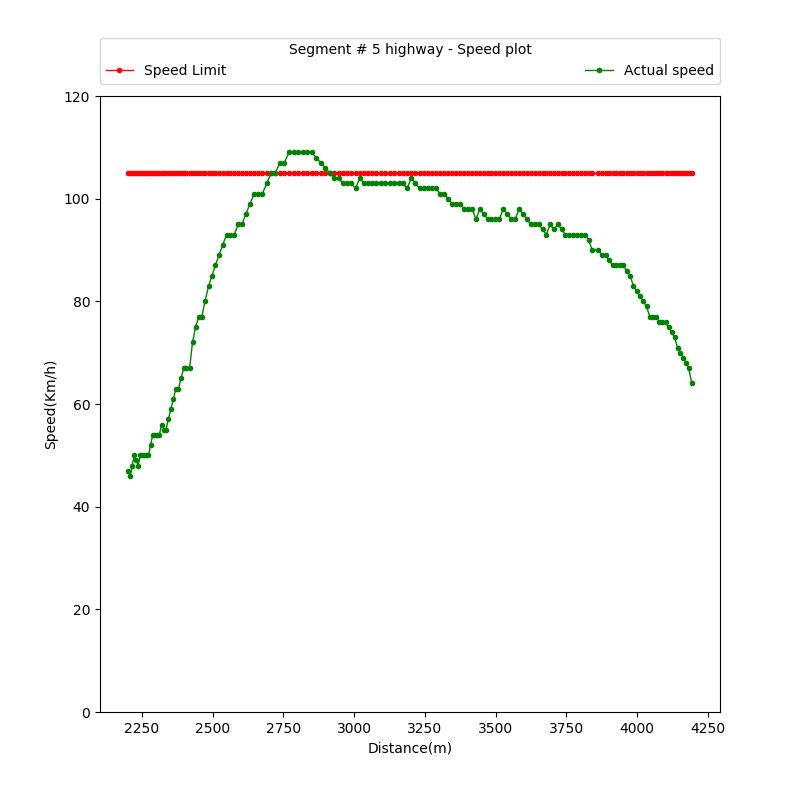 Segment # 5 highway - Speed plot
Speed Limit
Actual speed
120
100
80
60
40
20
0
Speed(Km/h)
2250 2500 2750 3000 3250 3500 3750 4000 4250
Distance(m)